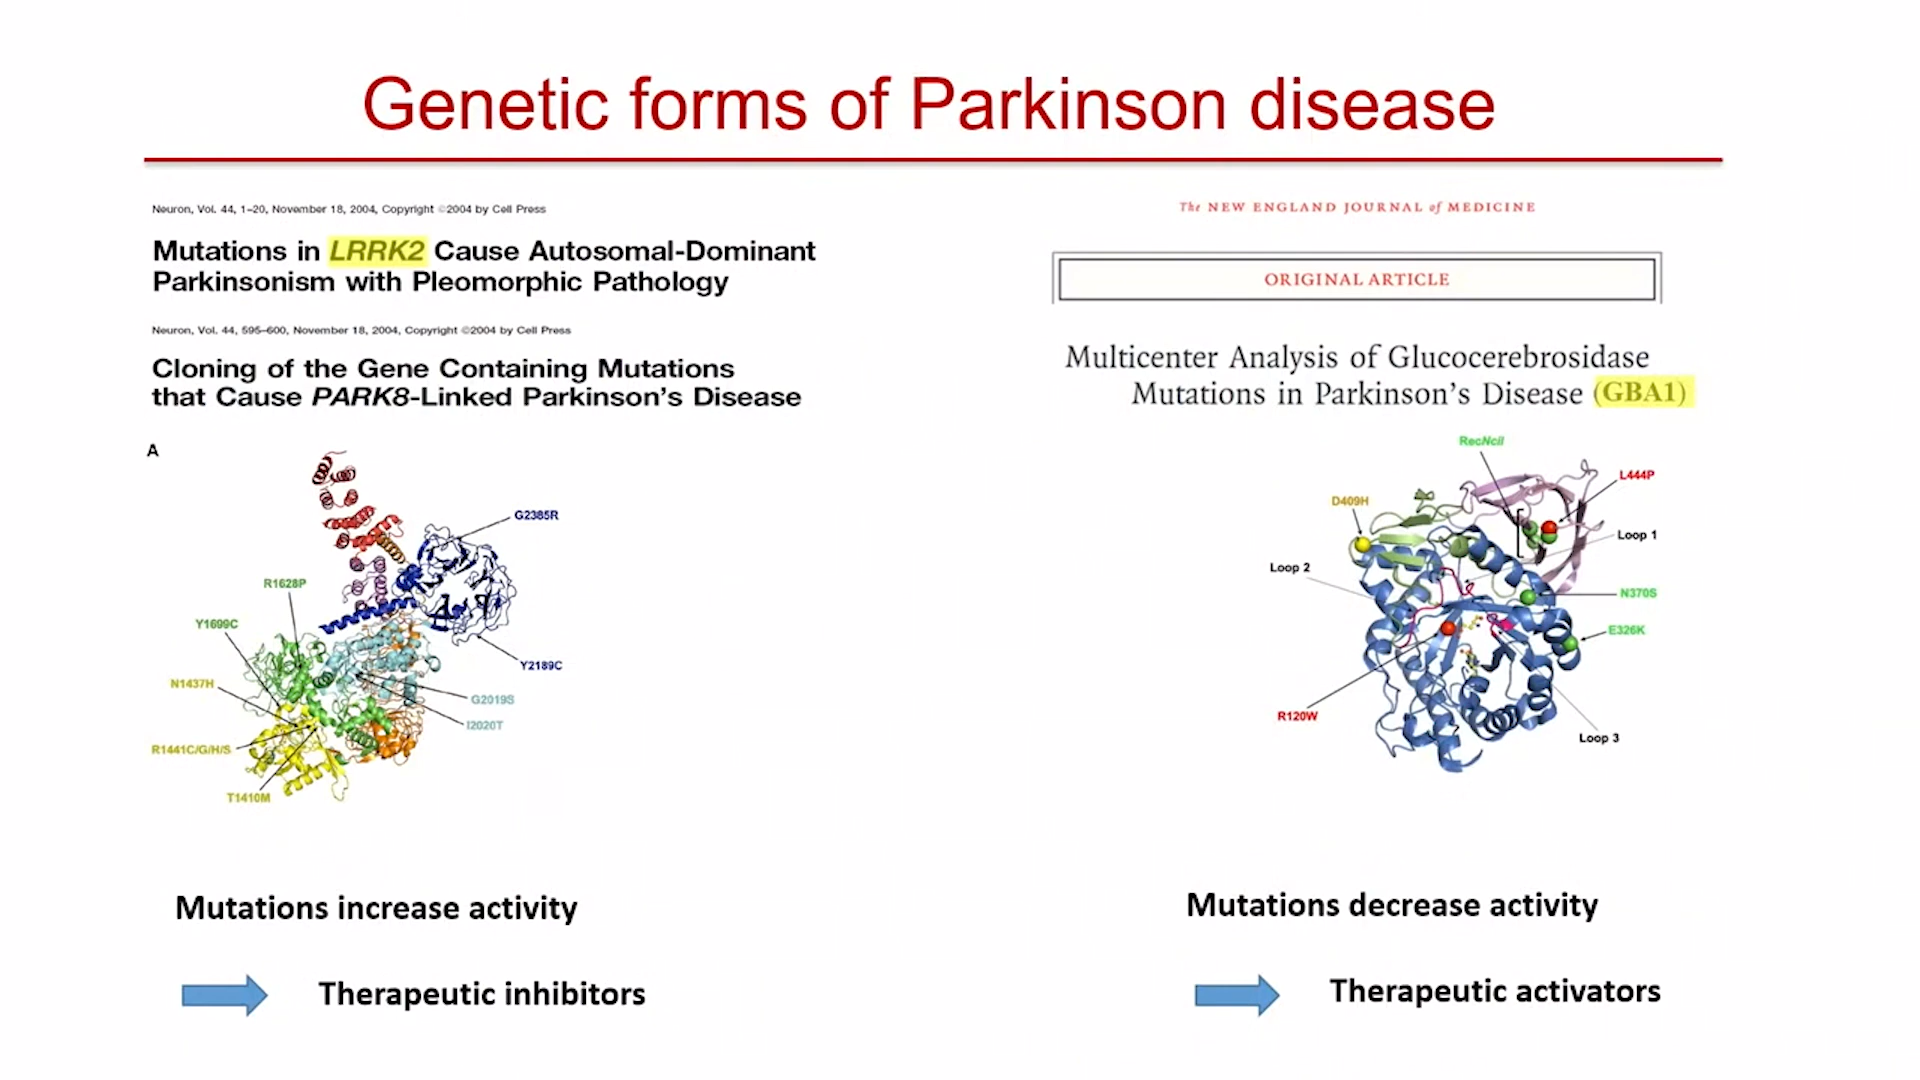 Genetic forms of Parkinson disease
Neuron, Vol. 44, 1–20, November 18, 2004, Copyright ©2004 by Cell Press
Mutations in LRRK2 Cause Autosomal-Dominant
Parkinsonism with Pleomorphic Pathology
Neuron, Vol. 44, 595–600, November 18, 2004, Copyright ©2004 by Cell Press
Cloning of the Gene Containing Mutations
that Cause PARK8-Linked Parkinson's Disease
A
G2385R
R1628P
Y1699C
Y2189C
N1437H
G2019S
I2020T
R1441C/G/H/S
T1410M
Mutations increase activity
Therapeutic inhibitors
The NEW ENGLAND JOURNAL of MEDICINE
ORIGINAL ARTICLE
Multicenter Analysis of Glucocerebrosidase
Mutations in Parkinson's Disease (GBA1)
RecNciI
L444P
D409H
Loop 1
Loop 2
N370S
E326K
R120W
Loop 3
Mutations decrease activity
Therapeutic activators